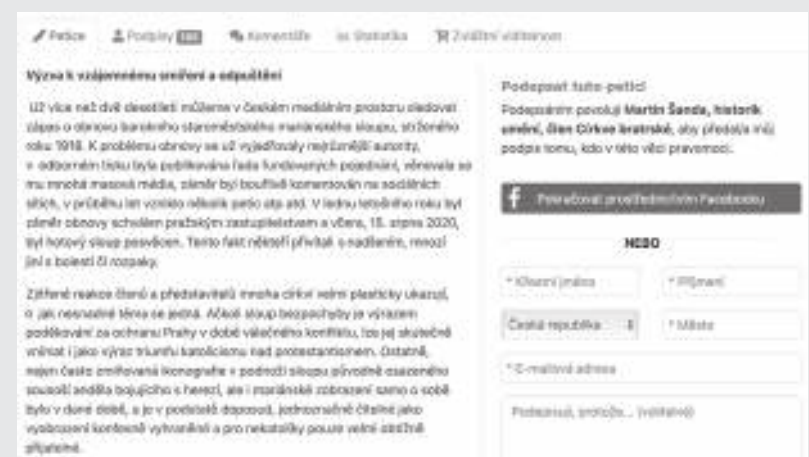 Petice Podpisy Komentáře Statistika Zvláštní viditelnost
Výzva k vzájemnému smíření a odpuštění
Už více než dvě desetiletí můžeme v českém mediálním prostoru sledovat
zápas o obnovu barokního staroměstského mariánského sloupu, strženého
roku 1918. K problému obnovy se už vyjadřovaly nejrůznější autority,
v odborném tisku byla publikována řada fundovaných pojednání, věnovala se
mu mnohá masová média, záměr byl bouřlivě komentován na sociálních
sítích, v průběhu let vzniklo několik petic ata atd. V lednu letošního roku byl
záměr obnovy schválen pražským zastupitelstvem a včera, 15. srpna 2020,
byl hotový sloup posvěcen. Tento fakt někteří přivítali s nadšením, mnozí
jiní s bolestí či rozpaky.
Zjitřené reakce členů a představitelů mnoha církví velmi plasticky ukazují,
o jak nesnadné téma se jedná. Ačkoli sloup bezpochyby je výrazem
poděkování za ochranu Prahy v době válečného konfliktu, lze jej skutečně
vnímat i jako výraz triumfu katolicismu nad protestantismem. Ostatně,
nejen často zmiňovaná ikonografie v podnoží sloupu původně osazeného
sousoší anděla bojujícího s herezí, ale i mariánské zobrazení samo o sobě
bylo v dané době, a je v podstatě doposud, jednoznačně čitelné jako
vyobrazení konfesně vyhraněné a pro nekatolíky pouze velmi obtížně
přijatelné.
Podepsat tuto petici
Podepsáním povoluji Martin Šanda, historik
umění, člen Církve bratrské, aby předal/a můj
podpis tomu, kdo v této věci pravomoci.
Pokračovat prostřednictvím Facebooku
NEBO
* Křestní jméno * Příjmení
Česká republika * Město
* E-mailová adresa
Podepsal, protože... (volitelné)